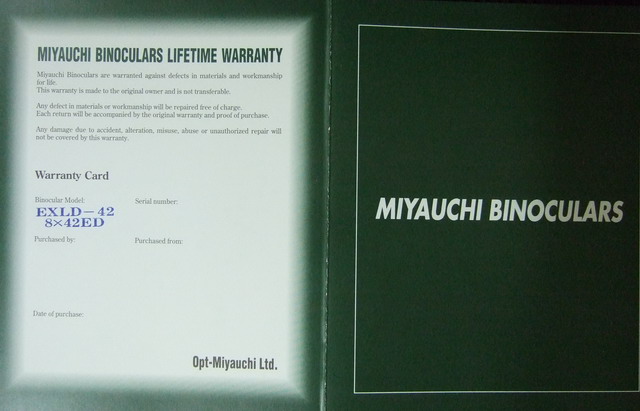 MIYAUCHI BINOCULARS LIFETIME WARRANTY
Miyauchi Binoculars are warranted against defects in materials and workmanship
for life.
This warranty is made to the original owner and is not transferable.
Any defect in materials or workmanship will be repaired free of charge.
Each return will be accompanied by the original warranty and proof of purchase.
Any damage due to accident, alteration, misuse, abuse or unauthorized repair will
not be covered by this warranty.
Warranty Card
Binocular Model: Serial number:
EXLD-42
8×42ED
Purchased by: Purchased from:
Date of purchase:
Opt-Miyauchi Ltd.
MIYAUCHI BINOCULARS